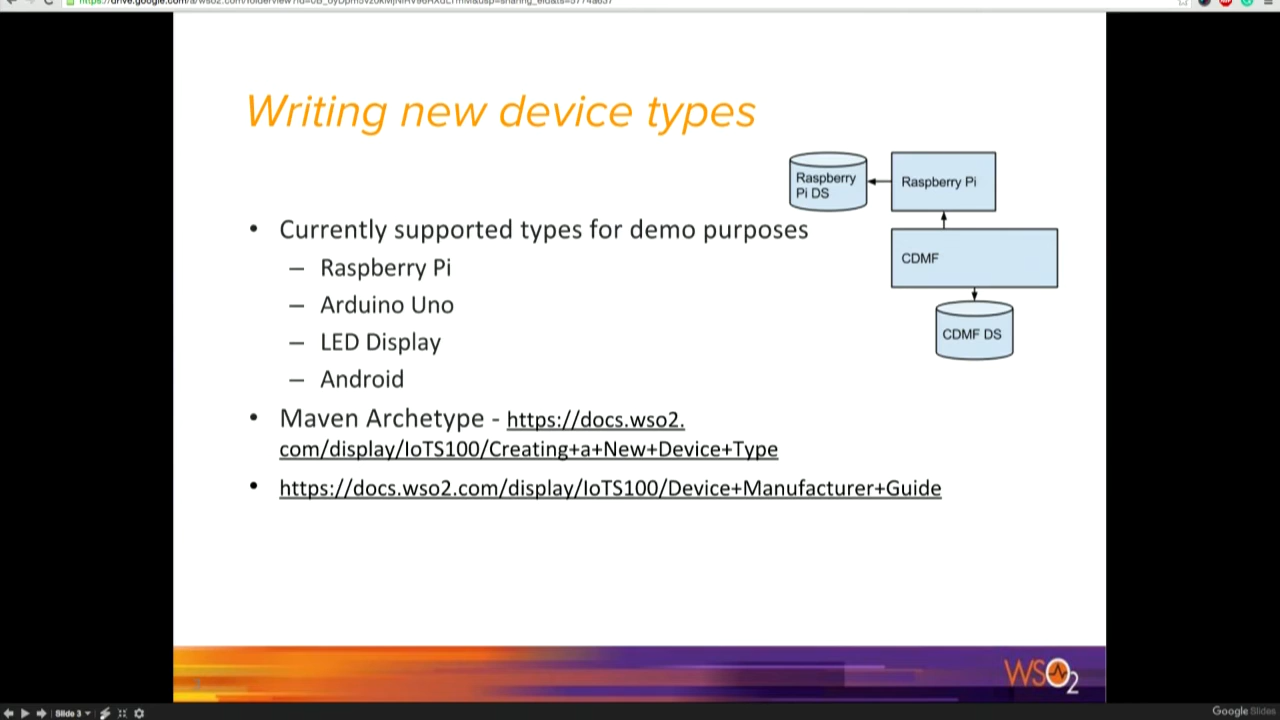 Writing new device types
Raspberry
Pi DS
Raspberry Pi
• Currently supported types for demo purposes
CDMF
– Raspberry Pi
– Arduino Uno
CDMF DS
– LED Display
– Android
• Maven Archetype - https://docs.wso2.
com/display/IoTS100/Creating+a+New+Device+Type
• https://docs.wso2.com/display/IoTS100/Device+Manufacturer+Guide
WSO2
Slide 3
Google Slides